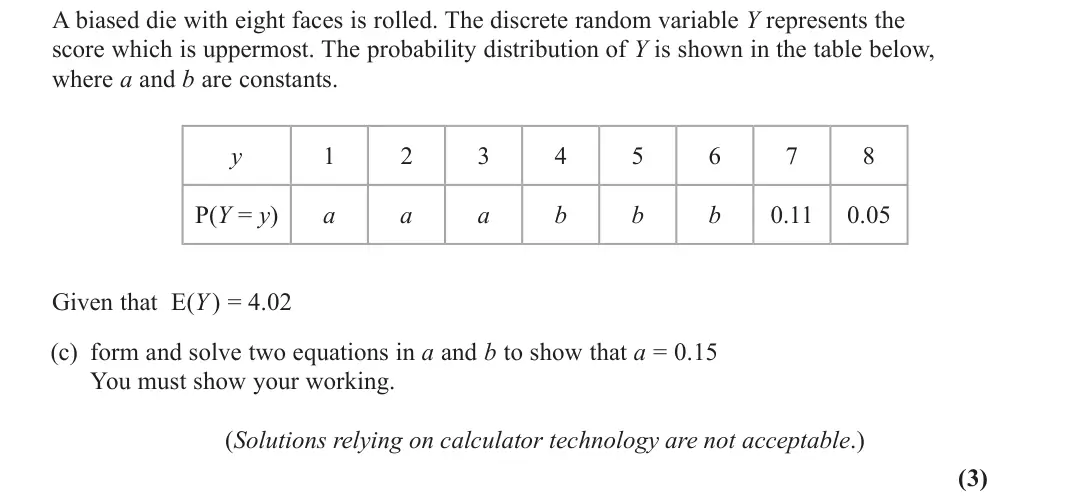 A biased die with eight faces is rolled. The discrete random variable Y represents the
score which is uppermost. The probability distribution of Y is shown in the table below,
where a and b are constants.
y 1 2 3 4 5 6 7 8
P(Y = y) a a a b b b 0.11 0.05
Given that E(Y) = 4.02
(c) form and solve two equations in a and b to show that a = 0.15
You must show your working.
(Solutions relying on calculator technology are not acceptable.)
(3)